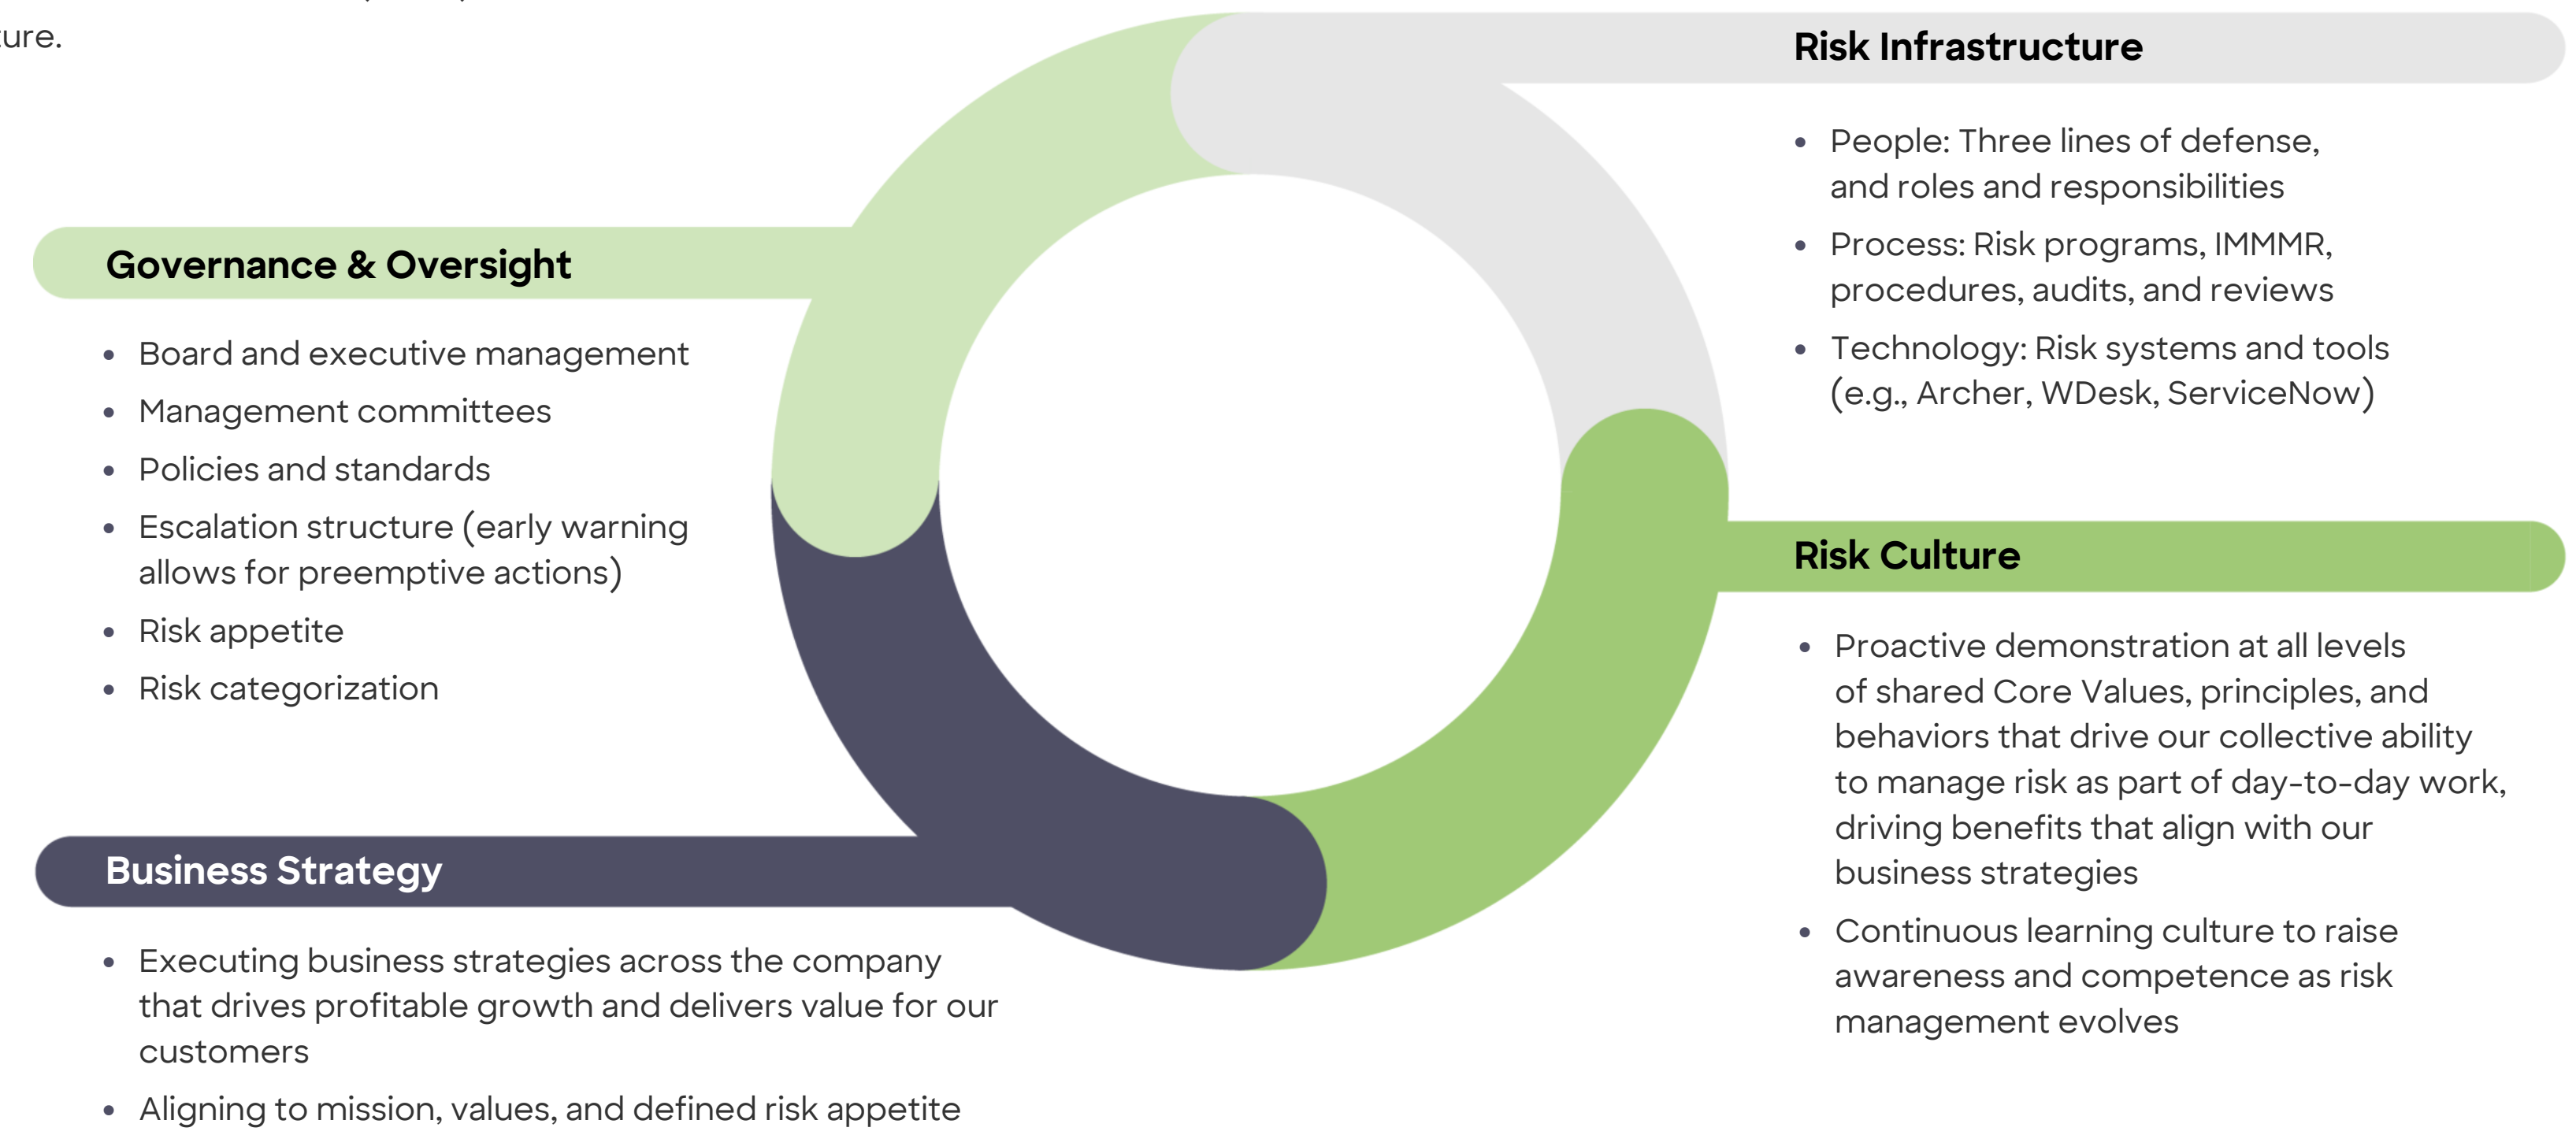 ture.
Governance & Oversight
• Board and executive management
• Management committees
• Policies and standards
• Escalation structure (early warning
allows for preemptive actions)
• Risk appetite
• Risk categorization
Business Strategy
• Executing business strategies across the company
that drives profitable growth and delivers value for our
customers
• Aligning to mission, values, and defined risk appetite
Risk Infrastructure
• People: Three lines of defense,
and roles and responsibilities
• Process: Risk programs, IMMMR,
procedures, audits, and reviews
• Technology: Risk systems and tools
(e.g., Archer, WDesk, ServiceNow)
Risk Culture
• Proactive demonstration at all levels
of shared Core Values, principles, and
behaviors that drive our collective ability
to manage risk as part of day-to-day work,
driving benefits that align with our
business strategies
• Continuous learning culture to raise
awareness and competence as risk
management evolves